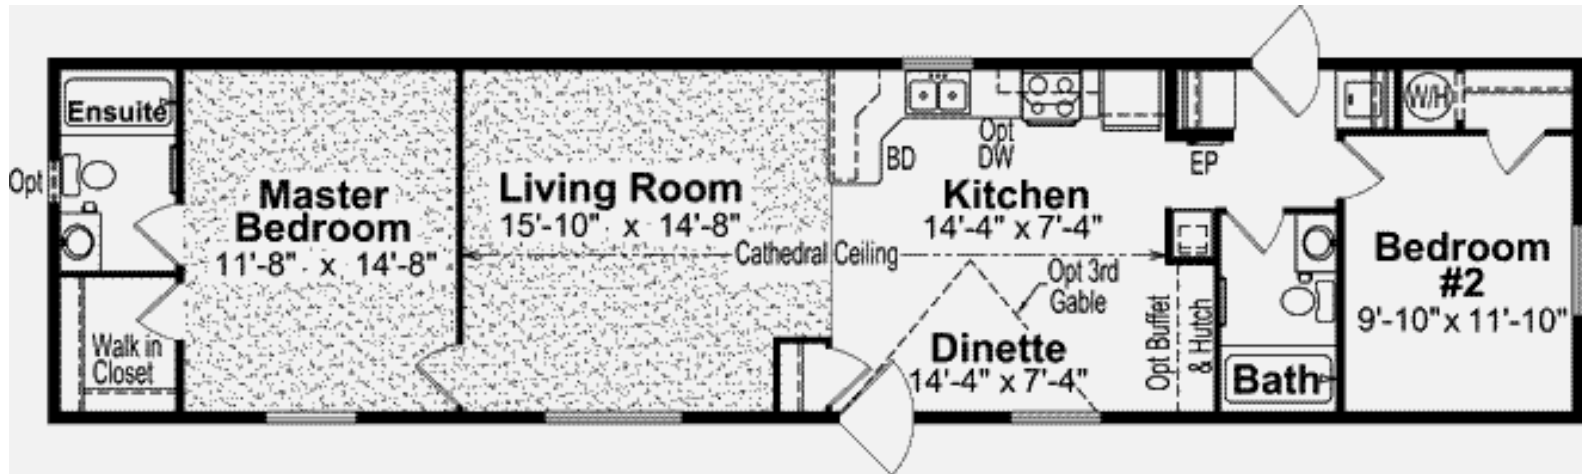 Ensuite
Opt
Master
Bedroom
11'-8" x 14'-8"
Walk in
Closet
Living Room
15'-10" x 14'-8"
Cathedral Ceiling
BD
Opt
DW
Kitchen
14'-4" x 7'-4"
Opt 3rd
Gable
Dinette
14'-4" x 7'-4"
EP
Opt Buffet
& Hutch
Bath
W/H
Bedroom
#2
9'-10" x 11'-10"